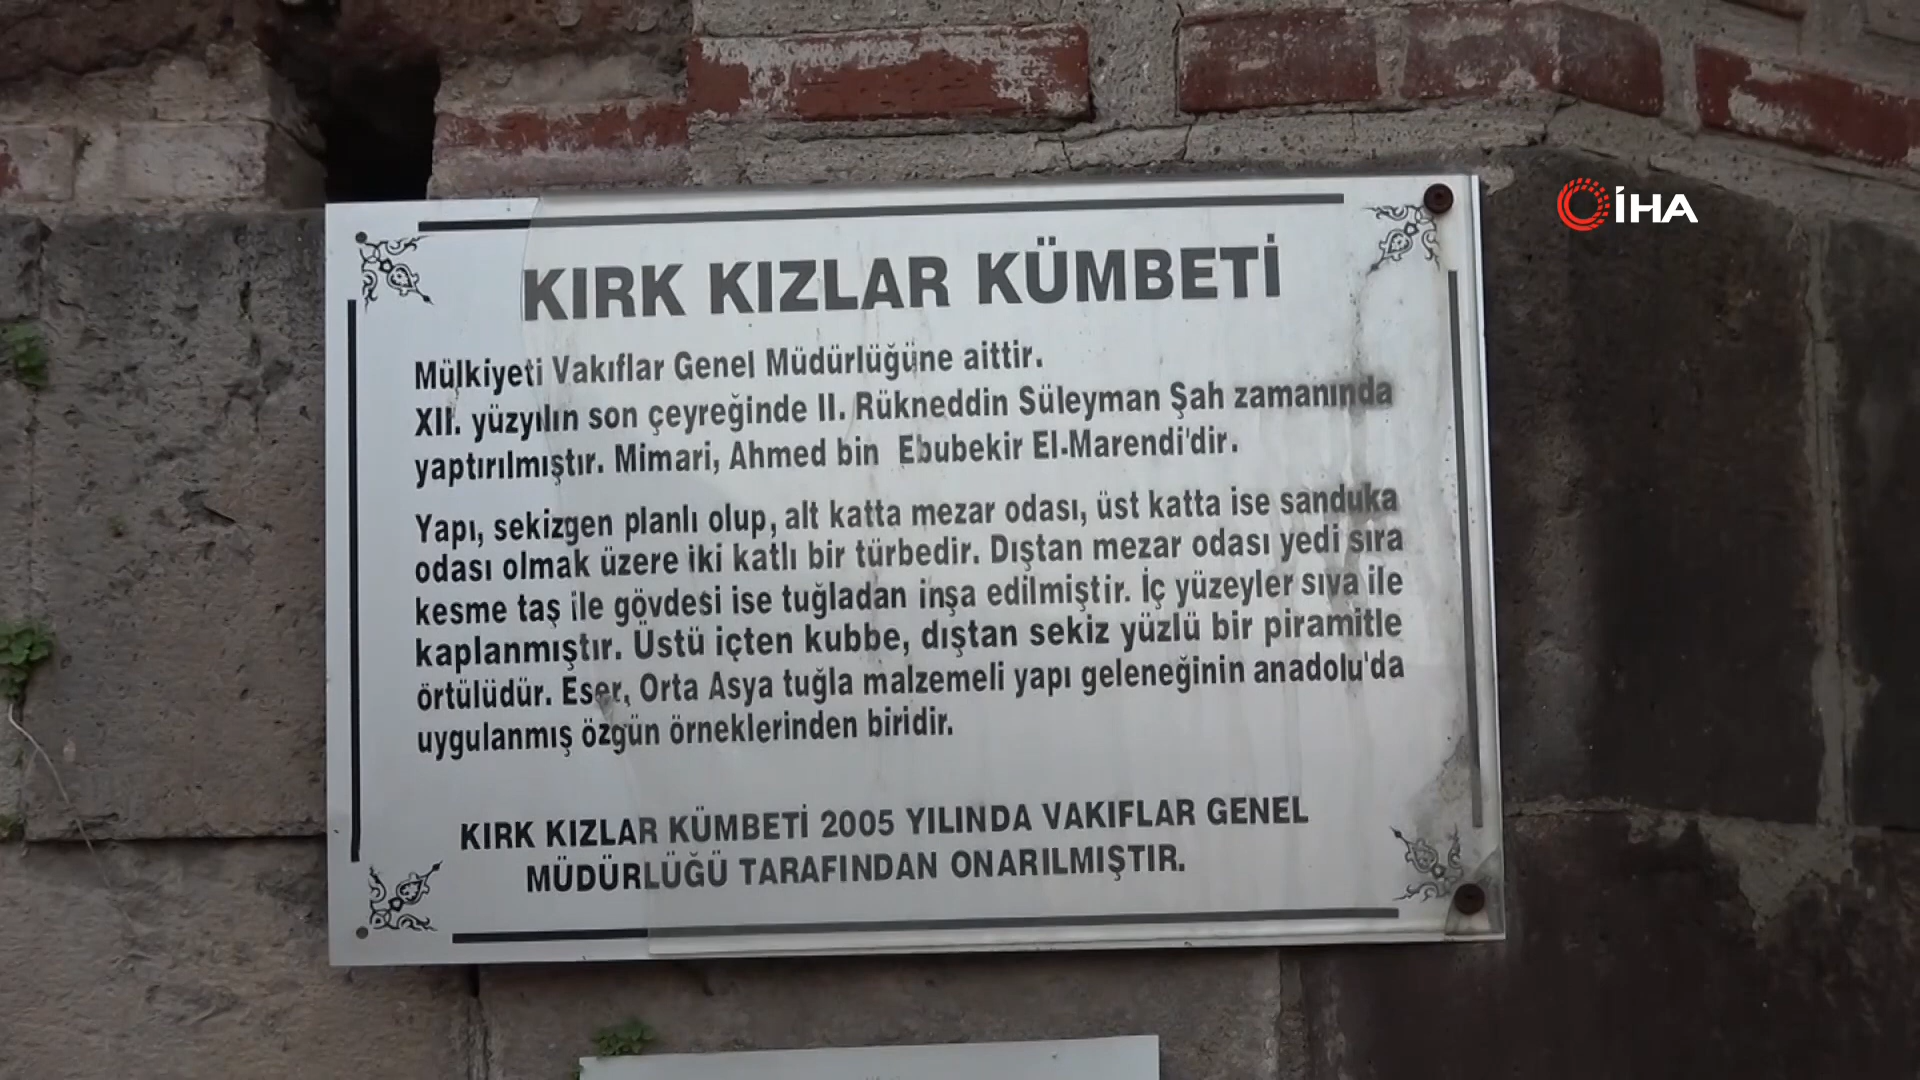 İHA
KIRK KIZLAR KÜMBETİ
Mülkiyeti Vakıflar Genel Müdürlüğüne aittir.
XII. yüzyılın son çeyreğinde II. Rükneddin Süleyman Şah zamanında
yaptırılmıştır. Mimari, Ahmed bin Ebubekir El-Marendi'dir.
Yapı, sekizgen planlı olup, alt katta mezar odası, üst katta ise sanduka
odası olmak üzere iki katlı bir türbedir. Dıştan mezar odası yedi sıra
kesme taş ile gövdesi ise tuğladan inşa edilmiştir. İç yüzeyler sıva ile
kaplanmıştır. Üstü içten kubbe, dıştan sekiz yüzlü bir piramitle
örtülüdür. Eser, Orta Asya tuğla malzemeli yapı geleneğinin anadolu'da
uygulanmış özgün örneklerinden biridir.
KIRK KIZLAR KÜMBETİ 2005 YILINDA VAKIFLAR GENEL
MÜDÜRLÜĞÜ TARAFINDAN ONARILMIŞTIR.